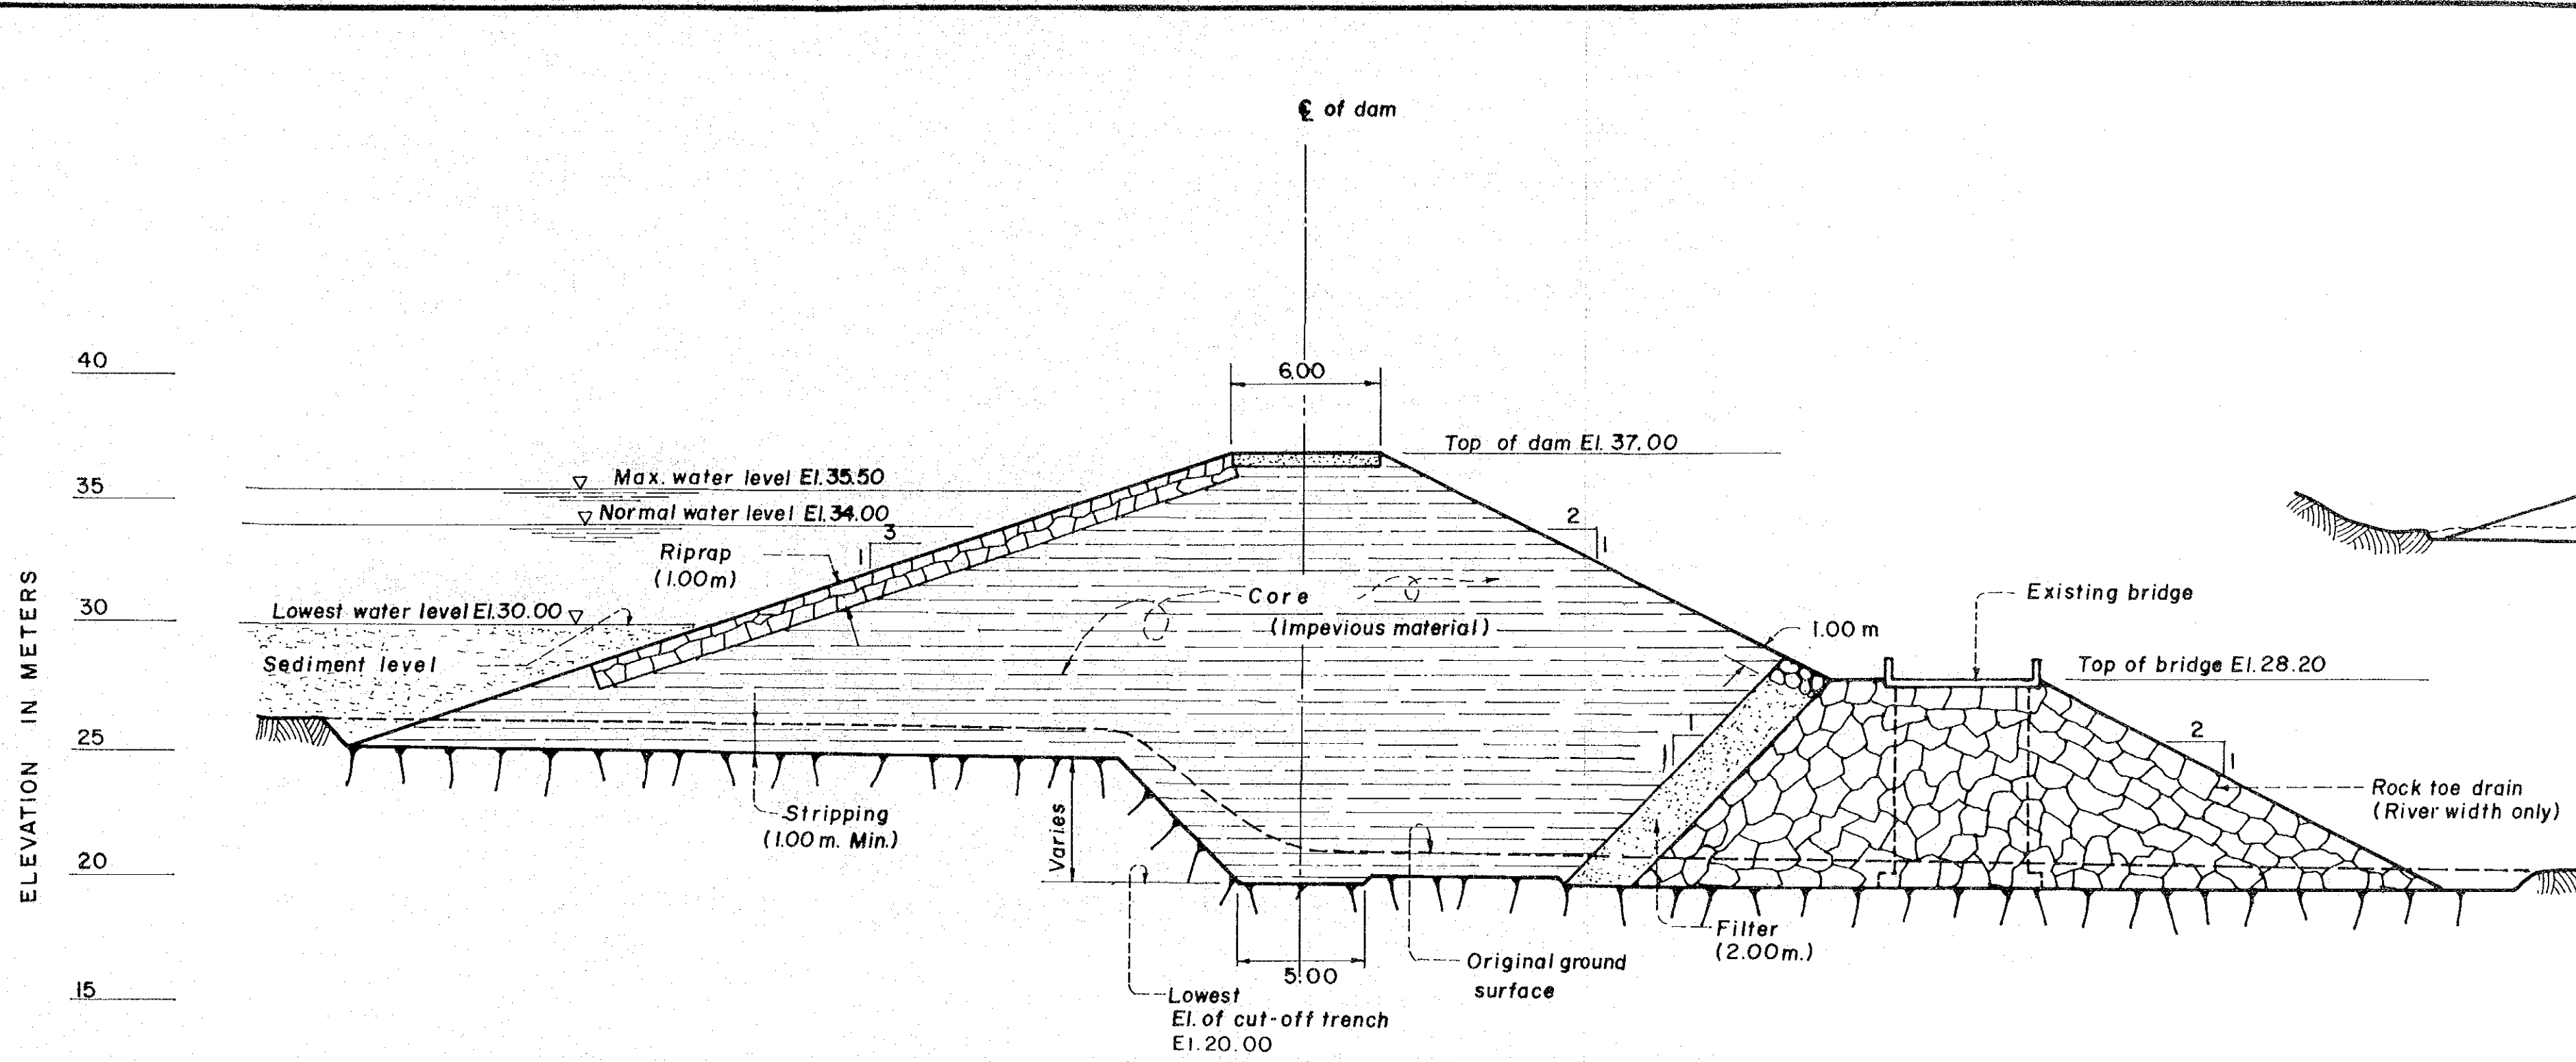 ℄ of dam
40
6.00
Top of dam El. 37.00
Max. water level El.35.50
35
Normal water level El.34.00
3
1
2
1
Riprap
(1.00m)
30
Lowest water level El.30.00
Core
(Impevious material)
Existing bridge
1.00 m
Sediment level
Top of bridge El.28.20
ELEVATION IN METERS
25
1
1
2
1
Stripping
(1.00 m. Min.)
Varies
Rock toe drain
(River width only)
20
Filter
(2.00m.)
Original ground
surface
5.00
15
Lowest
El. of cut-off trench
El.20.00